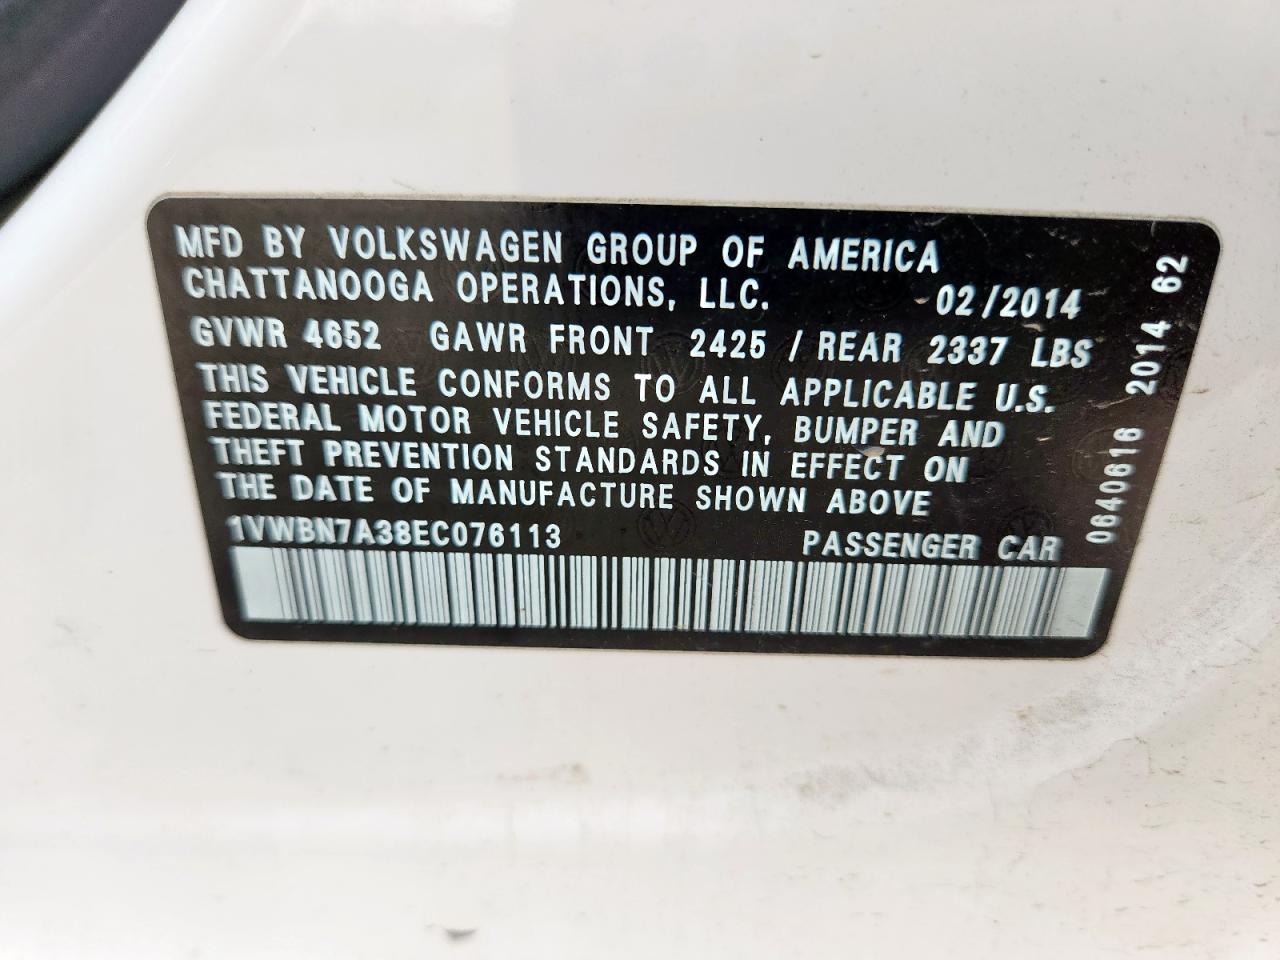 MFD BY VOLKSWAGEN GROUP OF AMERICA
CHATTANOOGA OPERATIONS, LLC. 02/2014
GVWR 4652 GAWR FRONT 2425 / REAR 2337 LBS
THIS VEHICLE CONFORMS TO ALL APPLICABLE U.S.
FEDERAL MOTOR VEHICLE SAFETY, BUMPER AND
THEFT PREVENTION STANDARDS IN EFFECT ON
THE DATE OF MANUFACTURE SHOWN ABOVE
1VWBN7A38EC076113 PASSENGER CAR
0640616 2014 62